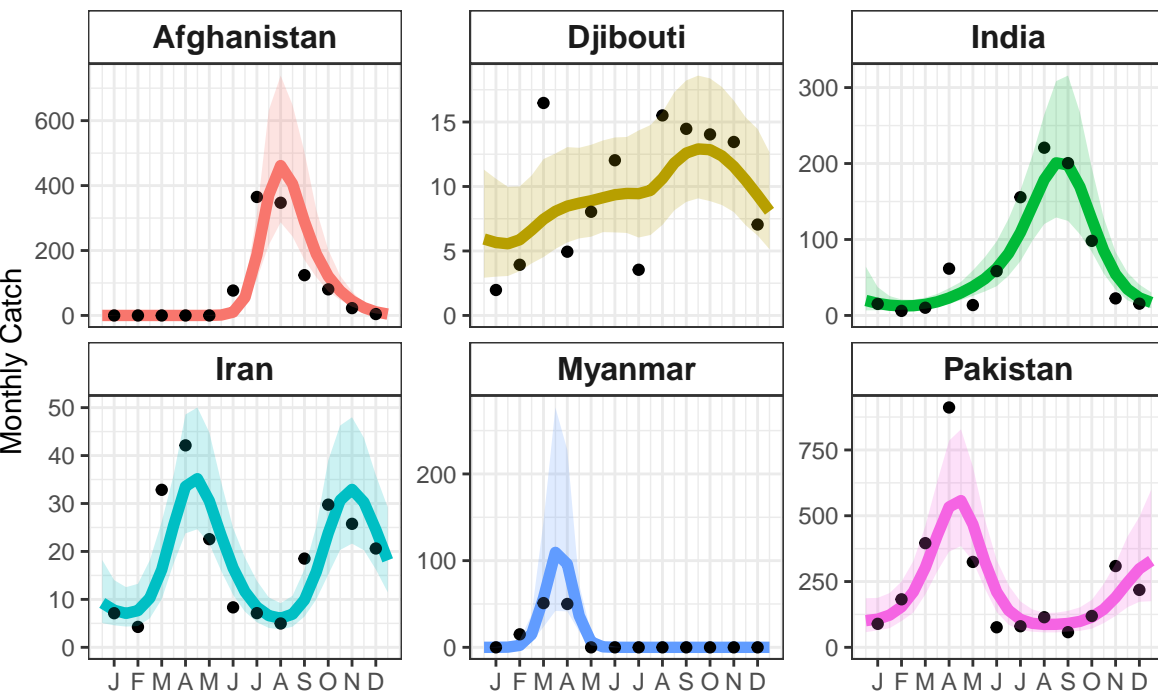 Monthly Catch
Afghanistan
0
200
400
600
Djibouti
0
5
10
15
India
0
100
200
300
Iran
0
10
20
30
40
50
J F M A M J J A S O N D
Myanmar
0
100
200
J F M A M J J A S O N D
Pakistan
0
250
500
750
J F M A M J J A S O N D